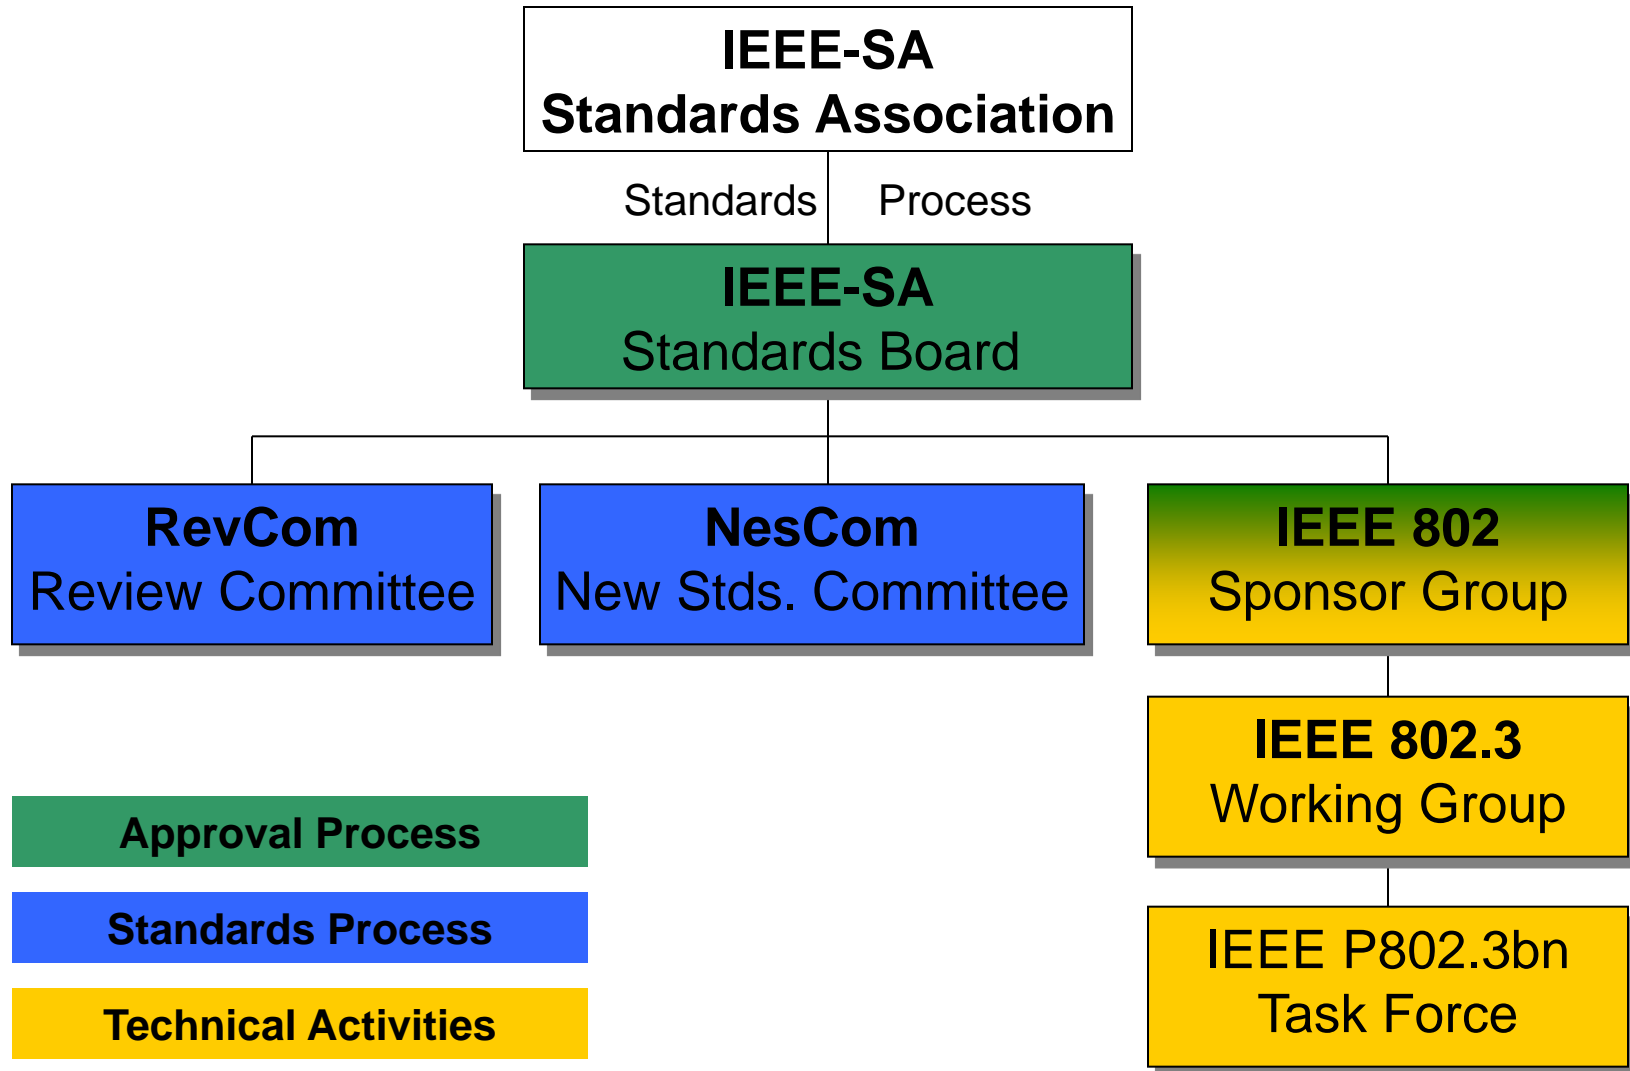 IEEE-SA
Standards Association
Standards Process
IEEE-SA
Standards Board
RevCom
Review Committee
NesCom
New Stds. Committee
IEEE 802
Sponsor Group
IEEE 802.3
Working Group
IEEE P802.3bn
Task Force
Approval Process
Standards Process
Technical Activities